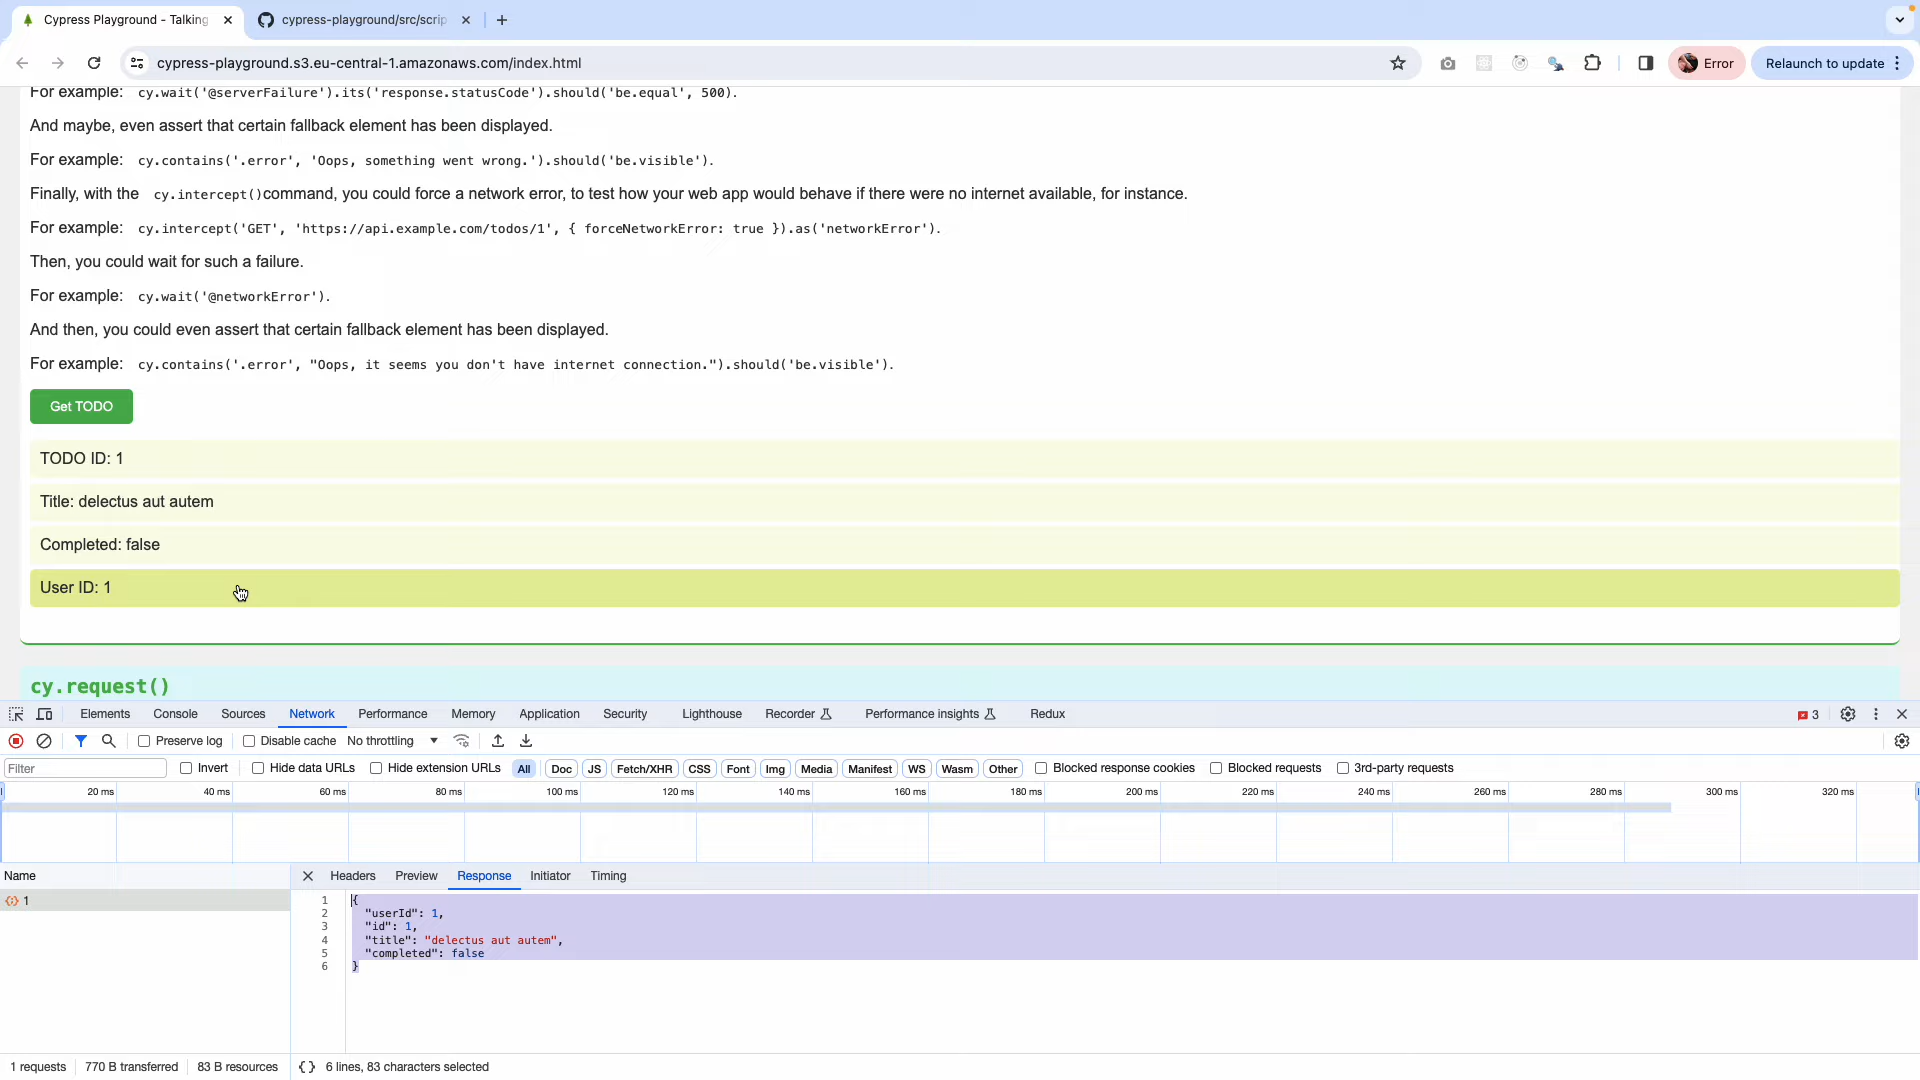 Cypress Playground - Talking
cypress-playground/src/scrip
cypress-playground.s3.eu-central-1.amazonaws.com/index.html
Error
Relaunch to update
For example: cy.wait('@serverFailure').its('response.statusCode').should('be.equal', 500).
And maybe, even assert that certain fallback element has been displayed.
For example: cy.contains('.error', 'Oops, something went wrong.').should('be.visible').
Finally, with the cy.intercept()command, you could force a network error, to test how your web app would behave if there were no internet available, for instance.
For example: cy.intercept('GET', 'https://api.example.com/todos/1', { forceNetworkError: true }).as('networkError').
Then, you could wait for such a failure.
For example: cy.wait('@networkError').
And then, you could even assert that certain fallback element has been displayed.
For example: cy.contains('.error', "Oops, it seems you don't have internet connection.").should('be.visible').
Get TODO
TODO ID: 1
Title: delectus aut autem
Completed: false
User ID: 1
cy.request()
Elements Console Sources Network Performance Memory Application Security Lighthouse Recorder Performance insights Redux 3
Preserve log Disable cache No throttling
Filter Invert Hide data URLs Hide extension URLs All Doc JS Fetch/XHR CSS Font Img Media Manifest WS Wasm Other Blocked response cookies Blocked requests 3rd-party requests
20 ms 40 ms 60 ms 80 ms 100 ms 120 ms 140 ms 160 ms 180 ms 200 ms 220 ms 240 ms 260 ms 280 ms 300 ms 320 ms
Name Headers Preview Response Initiator Timing
1
1 {
2 "userId": 1,
3 "id": 1,
4 "title": "delectus aut autem",
5 "completed": false
6 }
1 requests 770 B transferred 83 B resources {} 6 lines, 83 characters selected